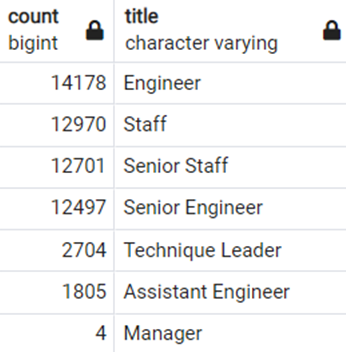 count title
bigint character varying
14178 Engineer
12970 Staff
12701 Senior Staff
12497 Senior Engineer
2704 Technique Leader
1805 Assistant Engineer
4 Manager